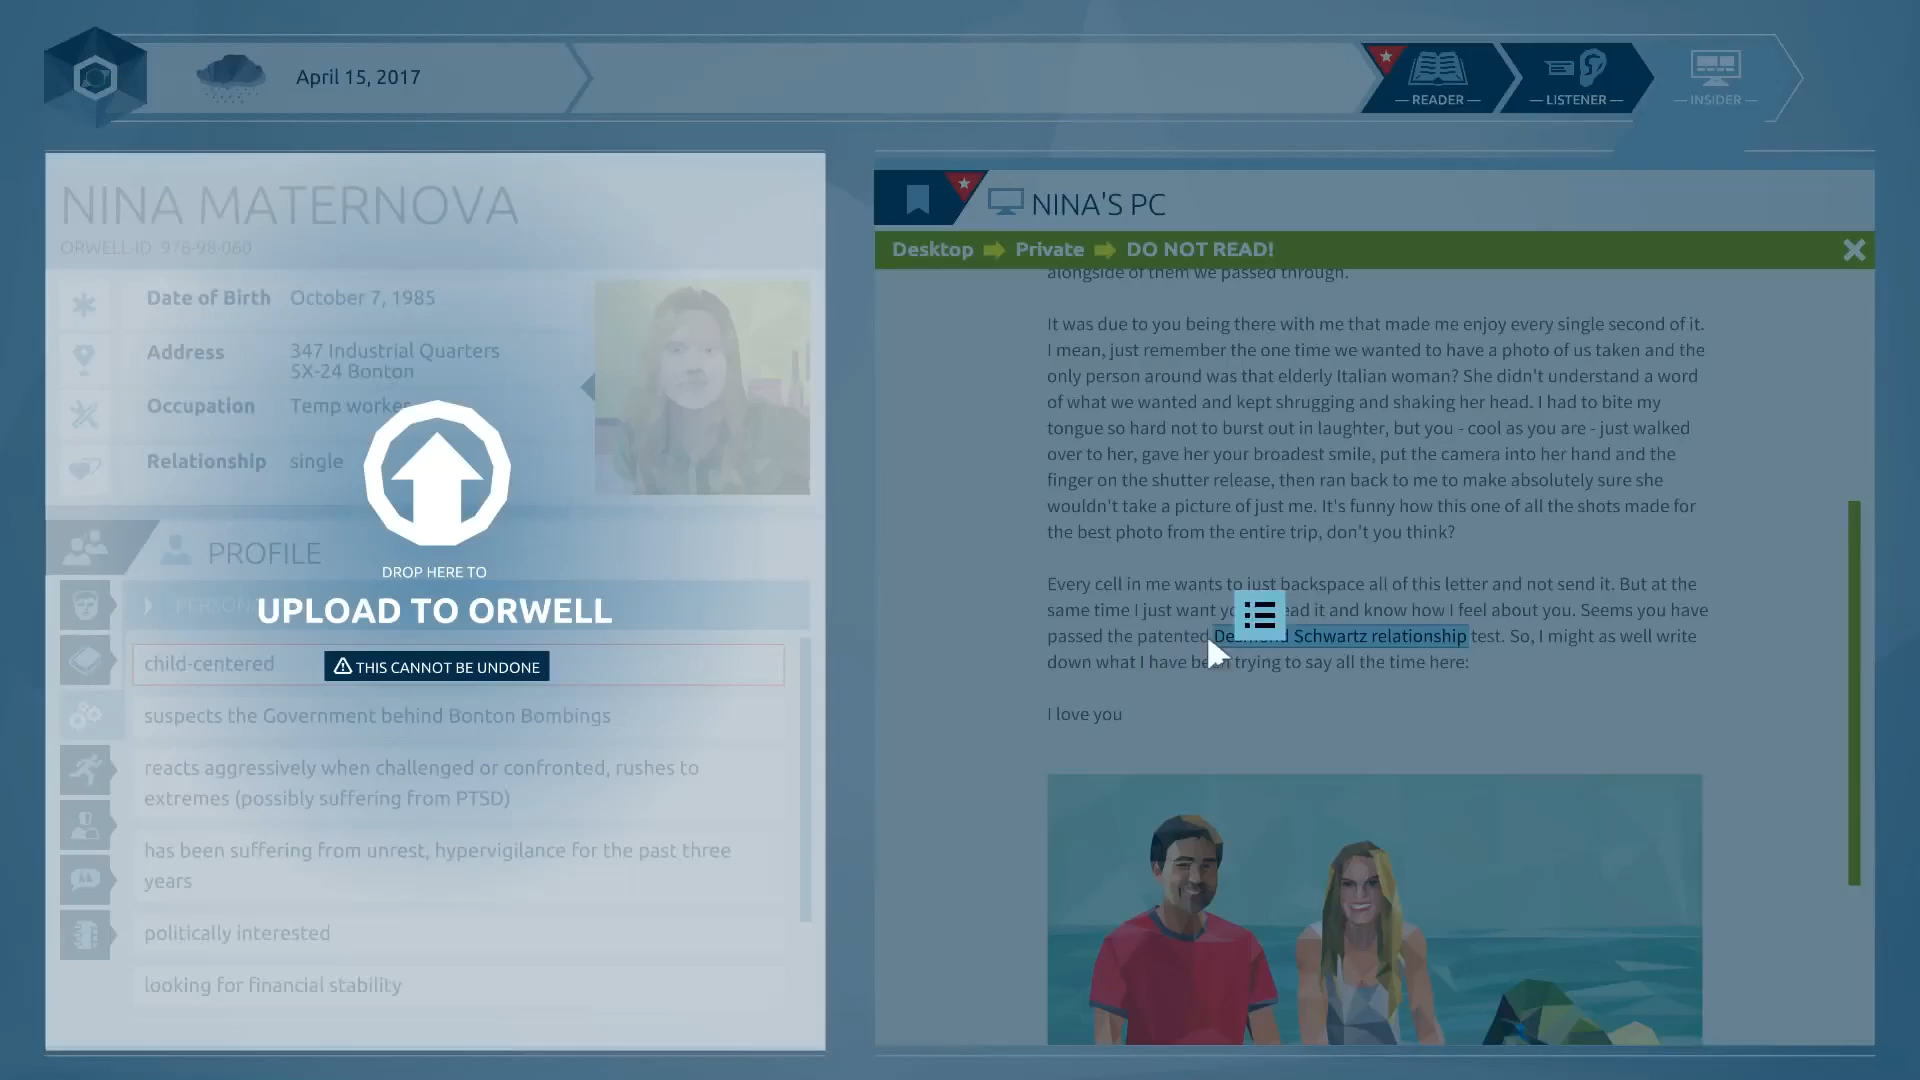 April 15, 2017
READER
LISTENER
INSIDER
NINA MATERNOVA
ORWELL-ID 976-98-060
Date of Birth October 7, 1985
Address 347 Industrial Quarters
5X-24 Bonton
Occupation Temp worker
Relationship single
PROFILE
DROP HERE TO
UPLOAD TO ORWELL
child-centered
THIS CANNOT BE UNDONE
suspects the Government behind Bonton Bombings
reacts aggressively when challenged or confronted, rushes to
extremes (possibly suffering from PTSD)
has been suffering from unrest, hypervigilance for the past three
years
politically interested
looking for financial stability
NINA'S PC
Desktop Private DO NOT READ!
alongside of them we passed through.
It was due to you being there with me that made me enjoy every single second of it.
I mean, just remember the one time we wanted to have a photo of us taken and the
only person around was that elderly Italian woman? She didn't understand a word
of what we wanted and kept shrugging and shaking her head. I had to bite my
tongue so hard not to burst out in laughter, but you - cool as you are - just walked
over to her, gave her your broadest smile, put the camera into her hand and the
finger on the shutter release, then ran back to me to make absolutely sure she
wouldn't take a picture of just me. It's funny how this one of all the shots made for
the best photo from the entire trip, don't you think?
Every cell in me wants to just backspace all of this letter and not send it. But at the
same time I just want it and know how I feel about you. Seems you have
passed the patented Schwartz relationship test. So, I might as well write
down what I have been trying to say all the time here:
I love you